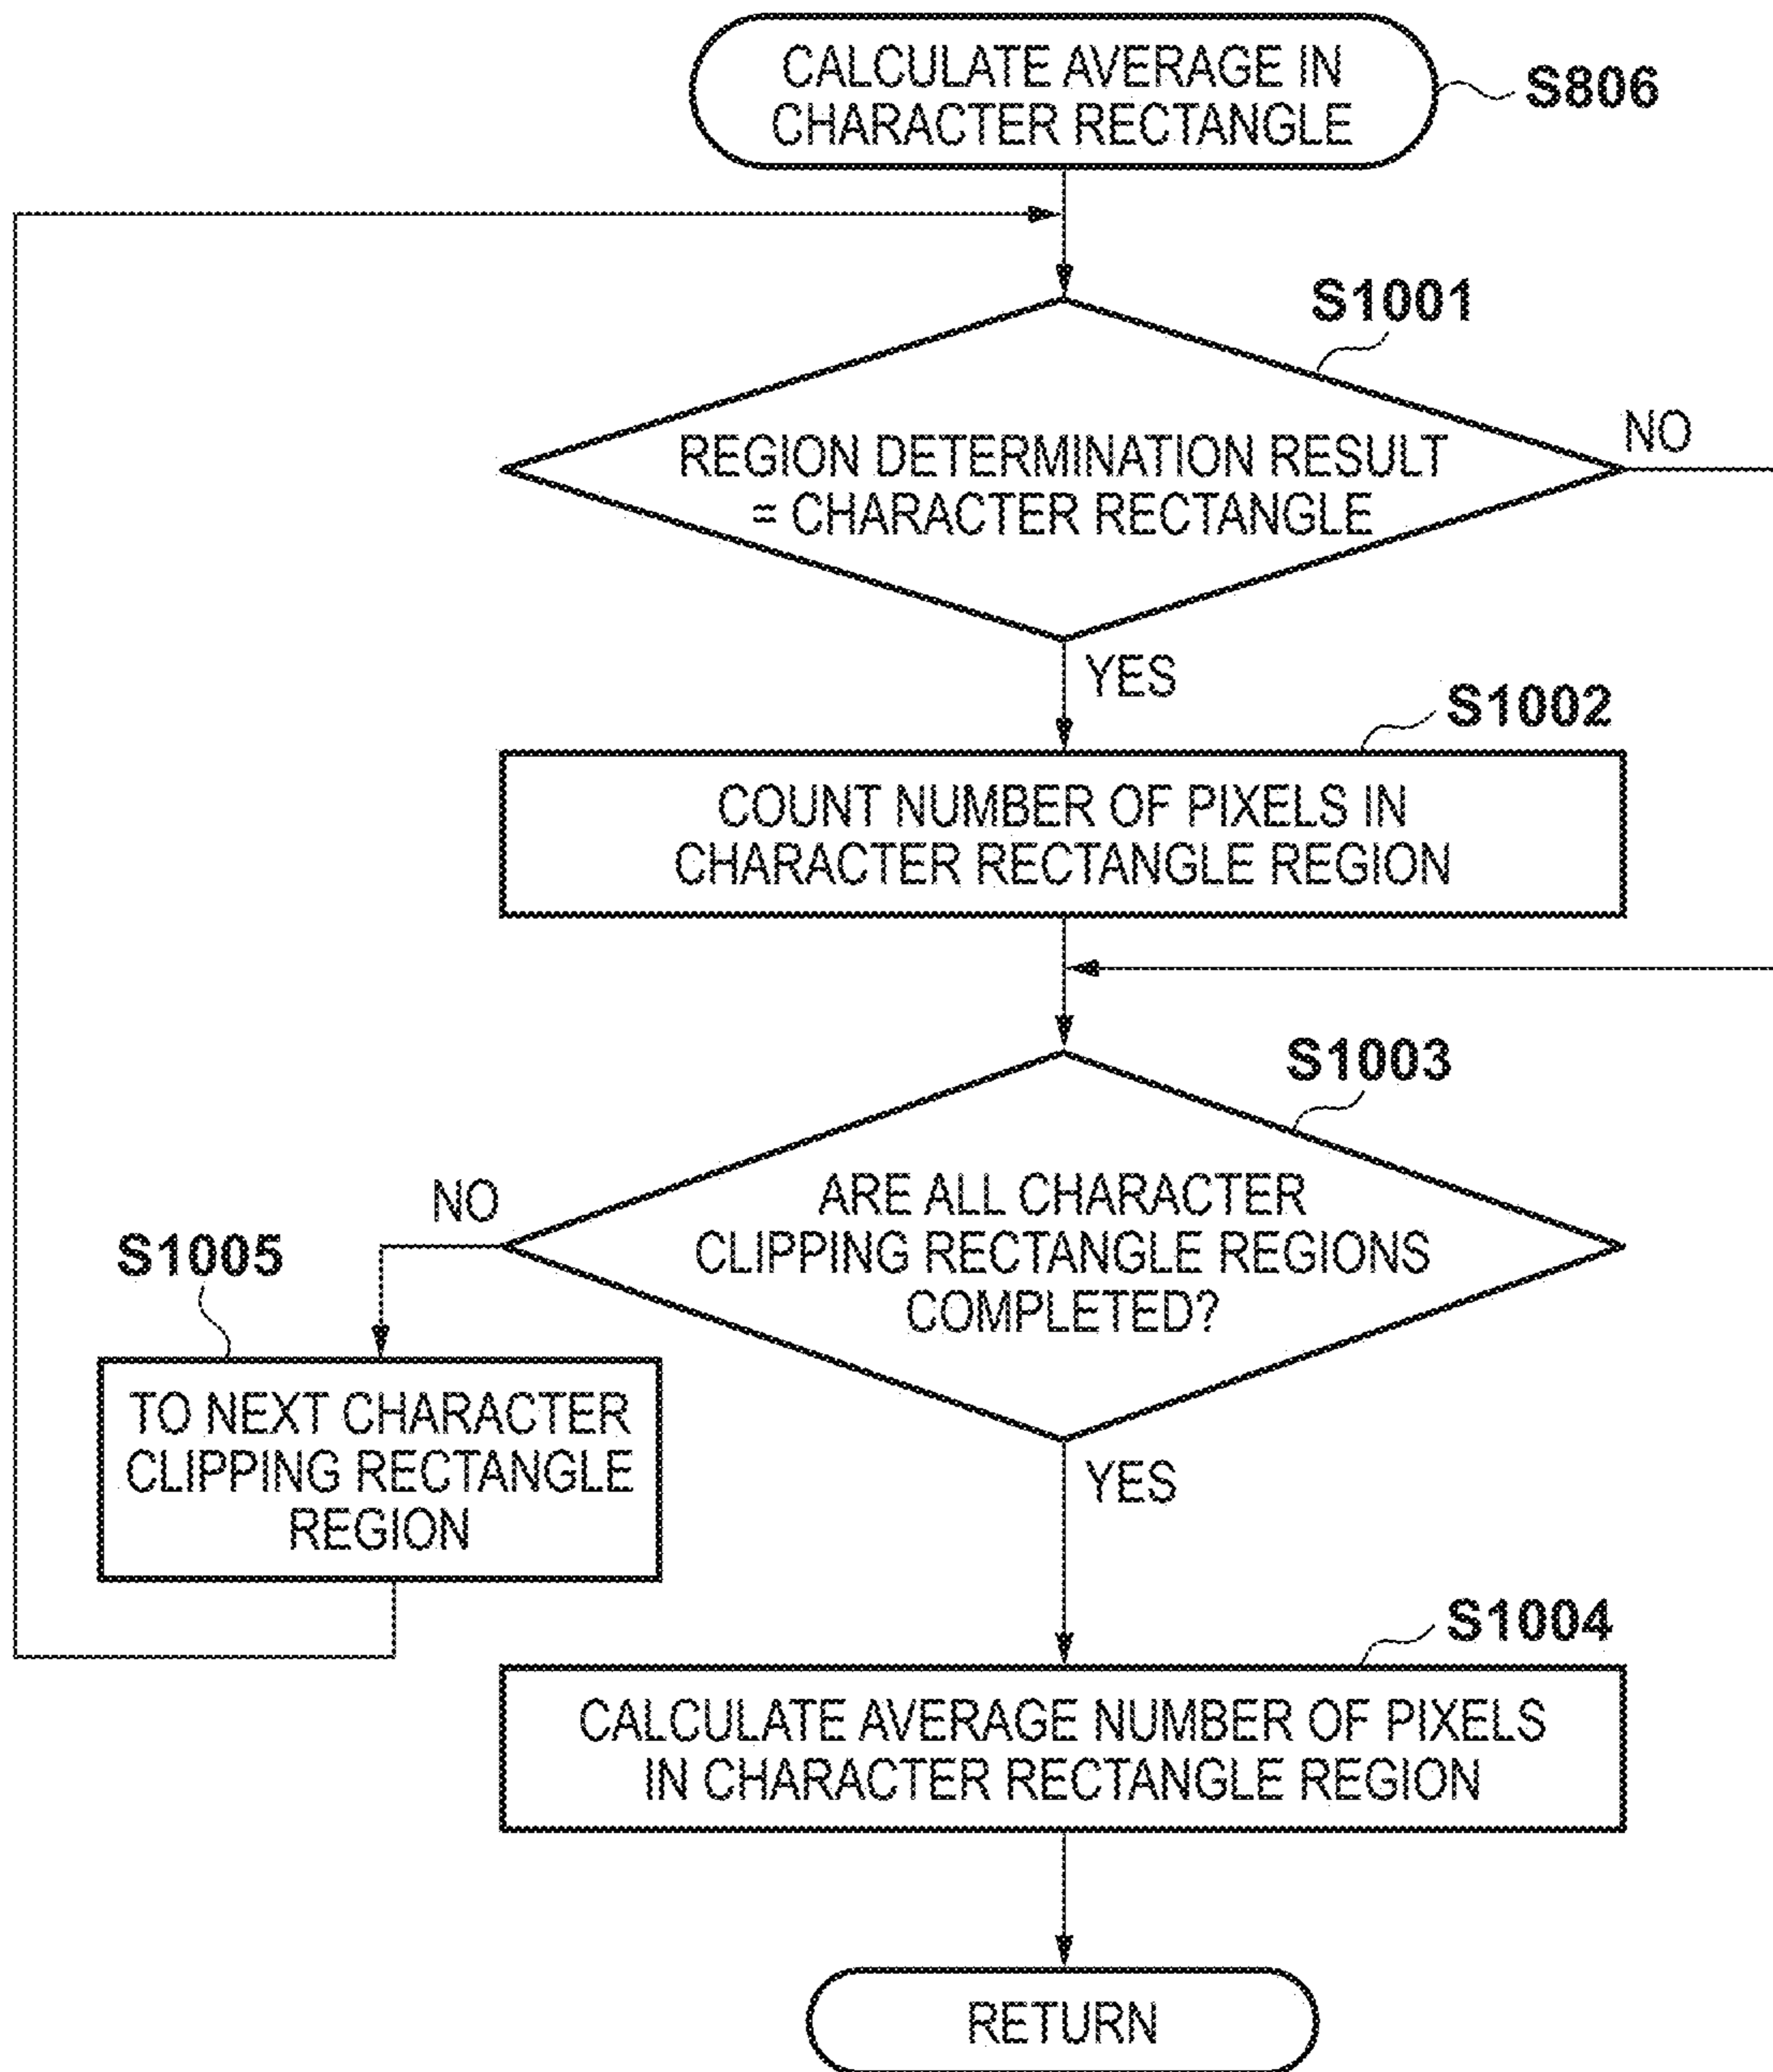 CALCULATE AVERAGE IN
CHARACTER RECTANGLE
S806
S1001
REGION DETERMINATION RESULT
= CHARACTER RECTANGLE
NO
YES
S1002
COUNT NUMBER OF PIXELS IN
CHARACTER RECTANGLE REGION
S1003
ARE ALL CHARACTER
CLIPPING RECTANGLE REGIONS
COMPLETED?
NO
S1005
TO NEXT CHARACTER
CLIPPING RECTANGLE
REGION
YES
S1004
CALCULATE AVERAGE NUMBER OF PIXELS
IN CHARACTER RECTANGLE REGION
RETURN